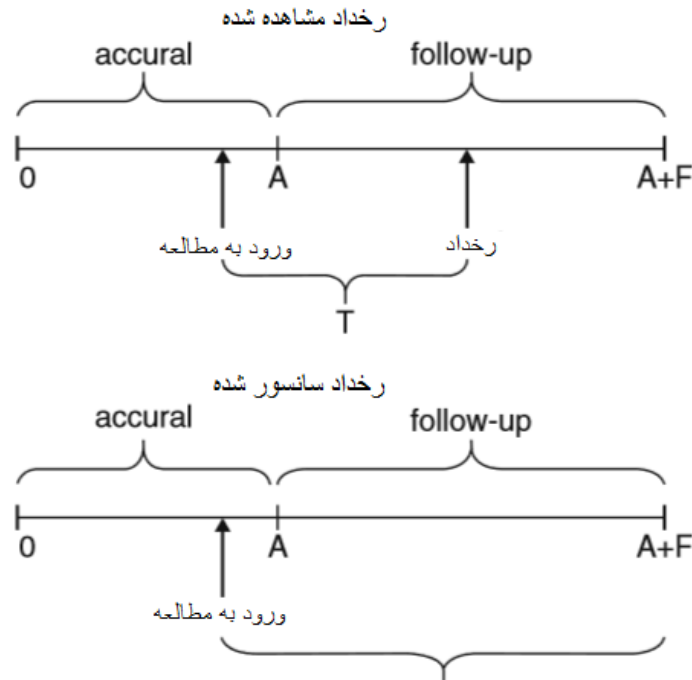 رخداد مشاهده شده
accural follow-up
0 A A+F
ورود به مطالعه رخداد
T
رخداد سانسور شده
accural follow-up
0 A A+F
ورود به مطالعه